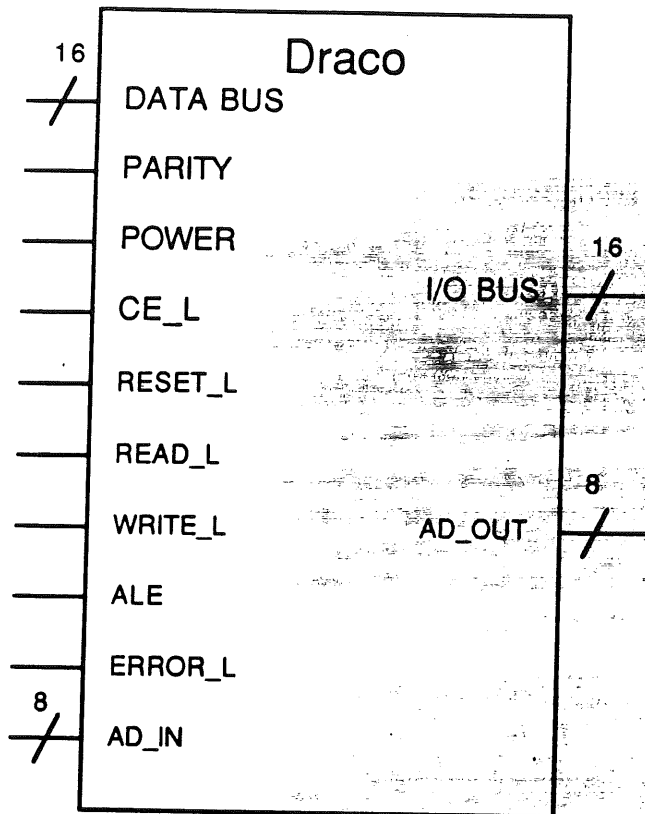 Draco
16
DATA BUS
PARITY
POWER
16
I/O BUS
CE_L
RESET_L
READ_L
8
WRITE_L
AD_OUT
ALE
ERROR_L
8
AD_IN